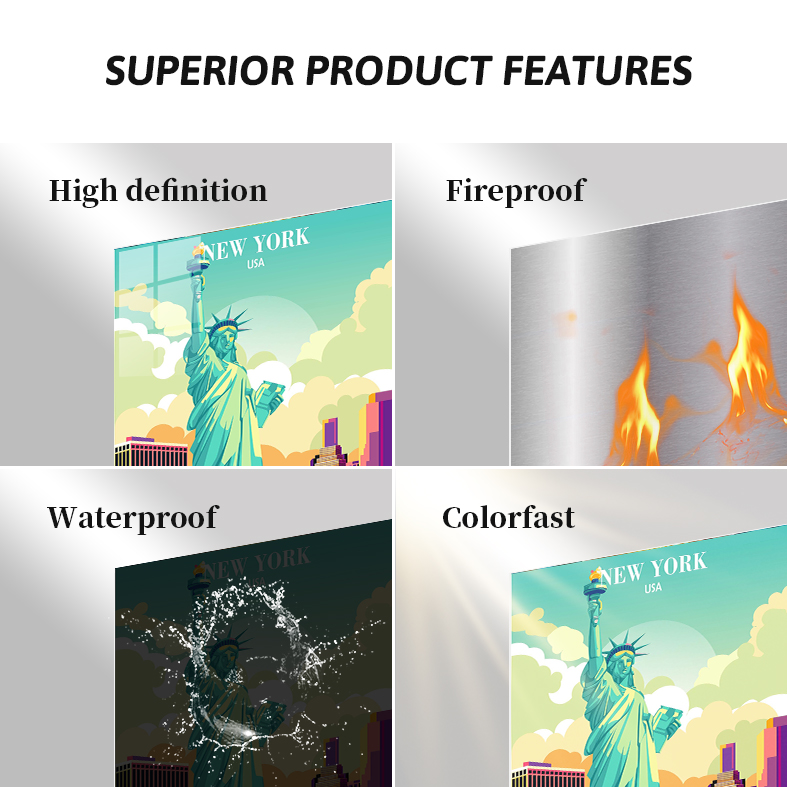 SUPERIOR PRODUCT FEATURES
High definition
NEW YORK
USA
Fireproof
Waterproof
NEW YORK
Colorfast
NEW YORK
USA